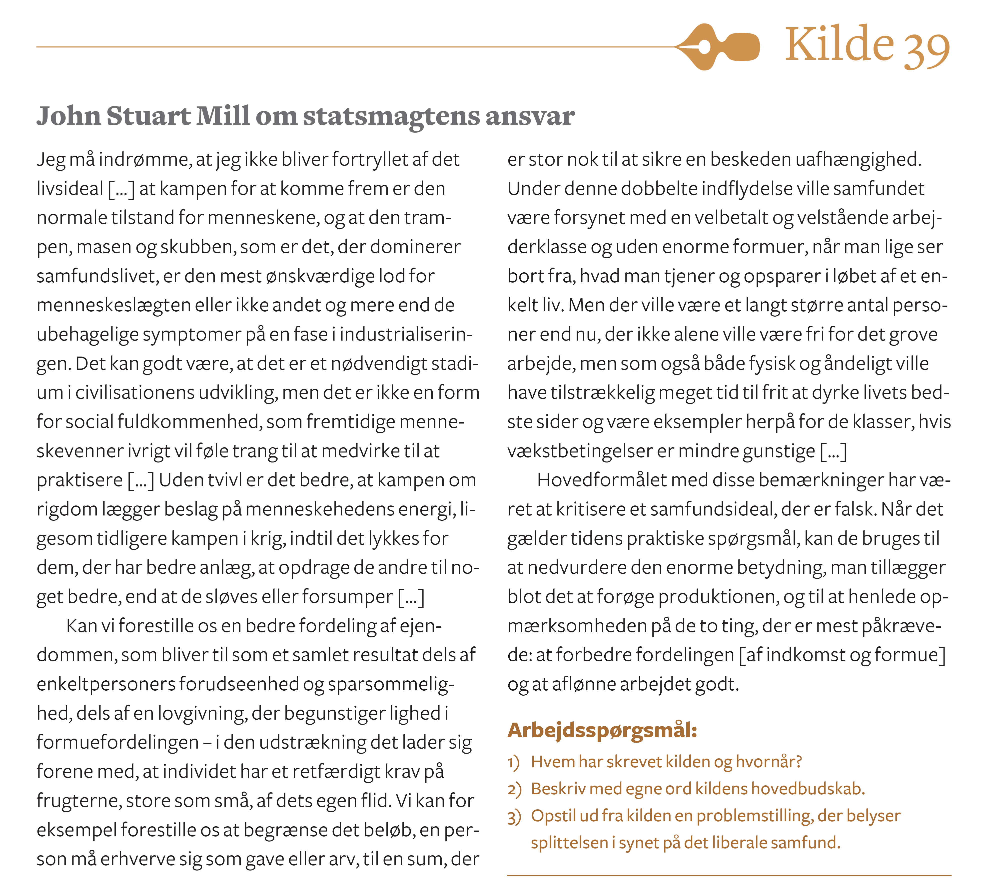 Kilde 39
John Stuart Mill om statsmagtens ansvar
Jeg må indrømme, at jeg ikke bliver fortryllet af det
livsideal [...] at kampen for at komme frem er den
normale tilstand for menneskene, og at den tram-
pen, masen og skubben, som er det, der dominerer
samfundslivet, er den mest ønskværdige lod for
menneskeslægten eller ikke andet og mere end de
ubehagelige symptomer på en fase i industrialiserin-
gen. Det kan godt være, at det er et nødvendigt stadi-
um i civilisationens udvikling, men det er ikke en form
for social fuldkommenhed, som fremtidige menne-
skevenner ivrigt vil føle trang til at medvirke til at
praktisere [...] Uden tvivl er det bedre, at kampen om
rigdom lægger beslag på menneskehedens energi, li-
gesom tidligere kampen i krig, indtil det lykkes for
dem, der har bedre anlæg, at opdrage de andre til no-
get bedre, end at de sløves eller forsumper [...]
Kan vi forestille os en bedre fordeling af ejen-
dommen, som bliver til som et samlet resultat dels af
enkeltpersoners forudseenhed og sparsommelig-
hed, dels af en lovgivning, der begunstiger lighed i
formuefordelingen – i den udstrækning det lader sig
forene med, at individet har et retfærdigt krav på
frugterne, store som små, af dets egen flid. Vi kan for
eksempel forestille os at begrænse det beløb, en per-
son må erhverve sig som gave eller arv, til en sum, der
er stor nok til at sikre en beskeden uafhængighed.
Under denne dobbelte indflydelse ville samfundet
være forsynet med en velbetalt og velstående arbej-
derklasse og uden enorme formuer, når man lige ser
bort fra, hvad man tjener og opsparer i løbet af et en-
kelt liv. Men der ville være et langt større antal perso-
ner end nu, der ikke alene ville være fri for det grove
arbejde, men som også både fysisk og åndeligt ville
have tilstrækkelig meget tid til frit at dyrke livets bed-
ste sider og være eksempler herpå for de klasser, hvis
vækstbetingelser er mindre gunstige [...]
Hovedformålet med disse bemærkninger har væ-
ret at kritisere et samfundsideal, der er falsk. Når det
gælder tidens praktiske spørgsmål, kan de bruges til
at nedvurdere den enorme betydning, man tillægger
blot det at forøge produktionen, og til at henlede op-
mærksomheden på de to ting, der er mest påkræve-
de: at forbedre fordelingen [af indkomst og formue]
og at aflønne arbejdet godt.
Arbejdsspørgsmål:
1) Hvem har skrevet kilden og hvornår?
2) Beskriv med egne ord kildens hovedbudskab.
3) Opstil ud fra kilden en problemstilling, der belyser
splittelsen i synet på det liberale samfund.